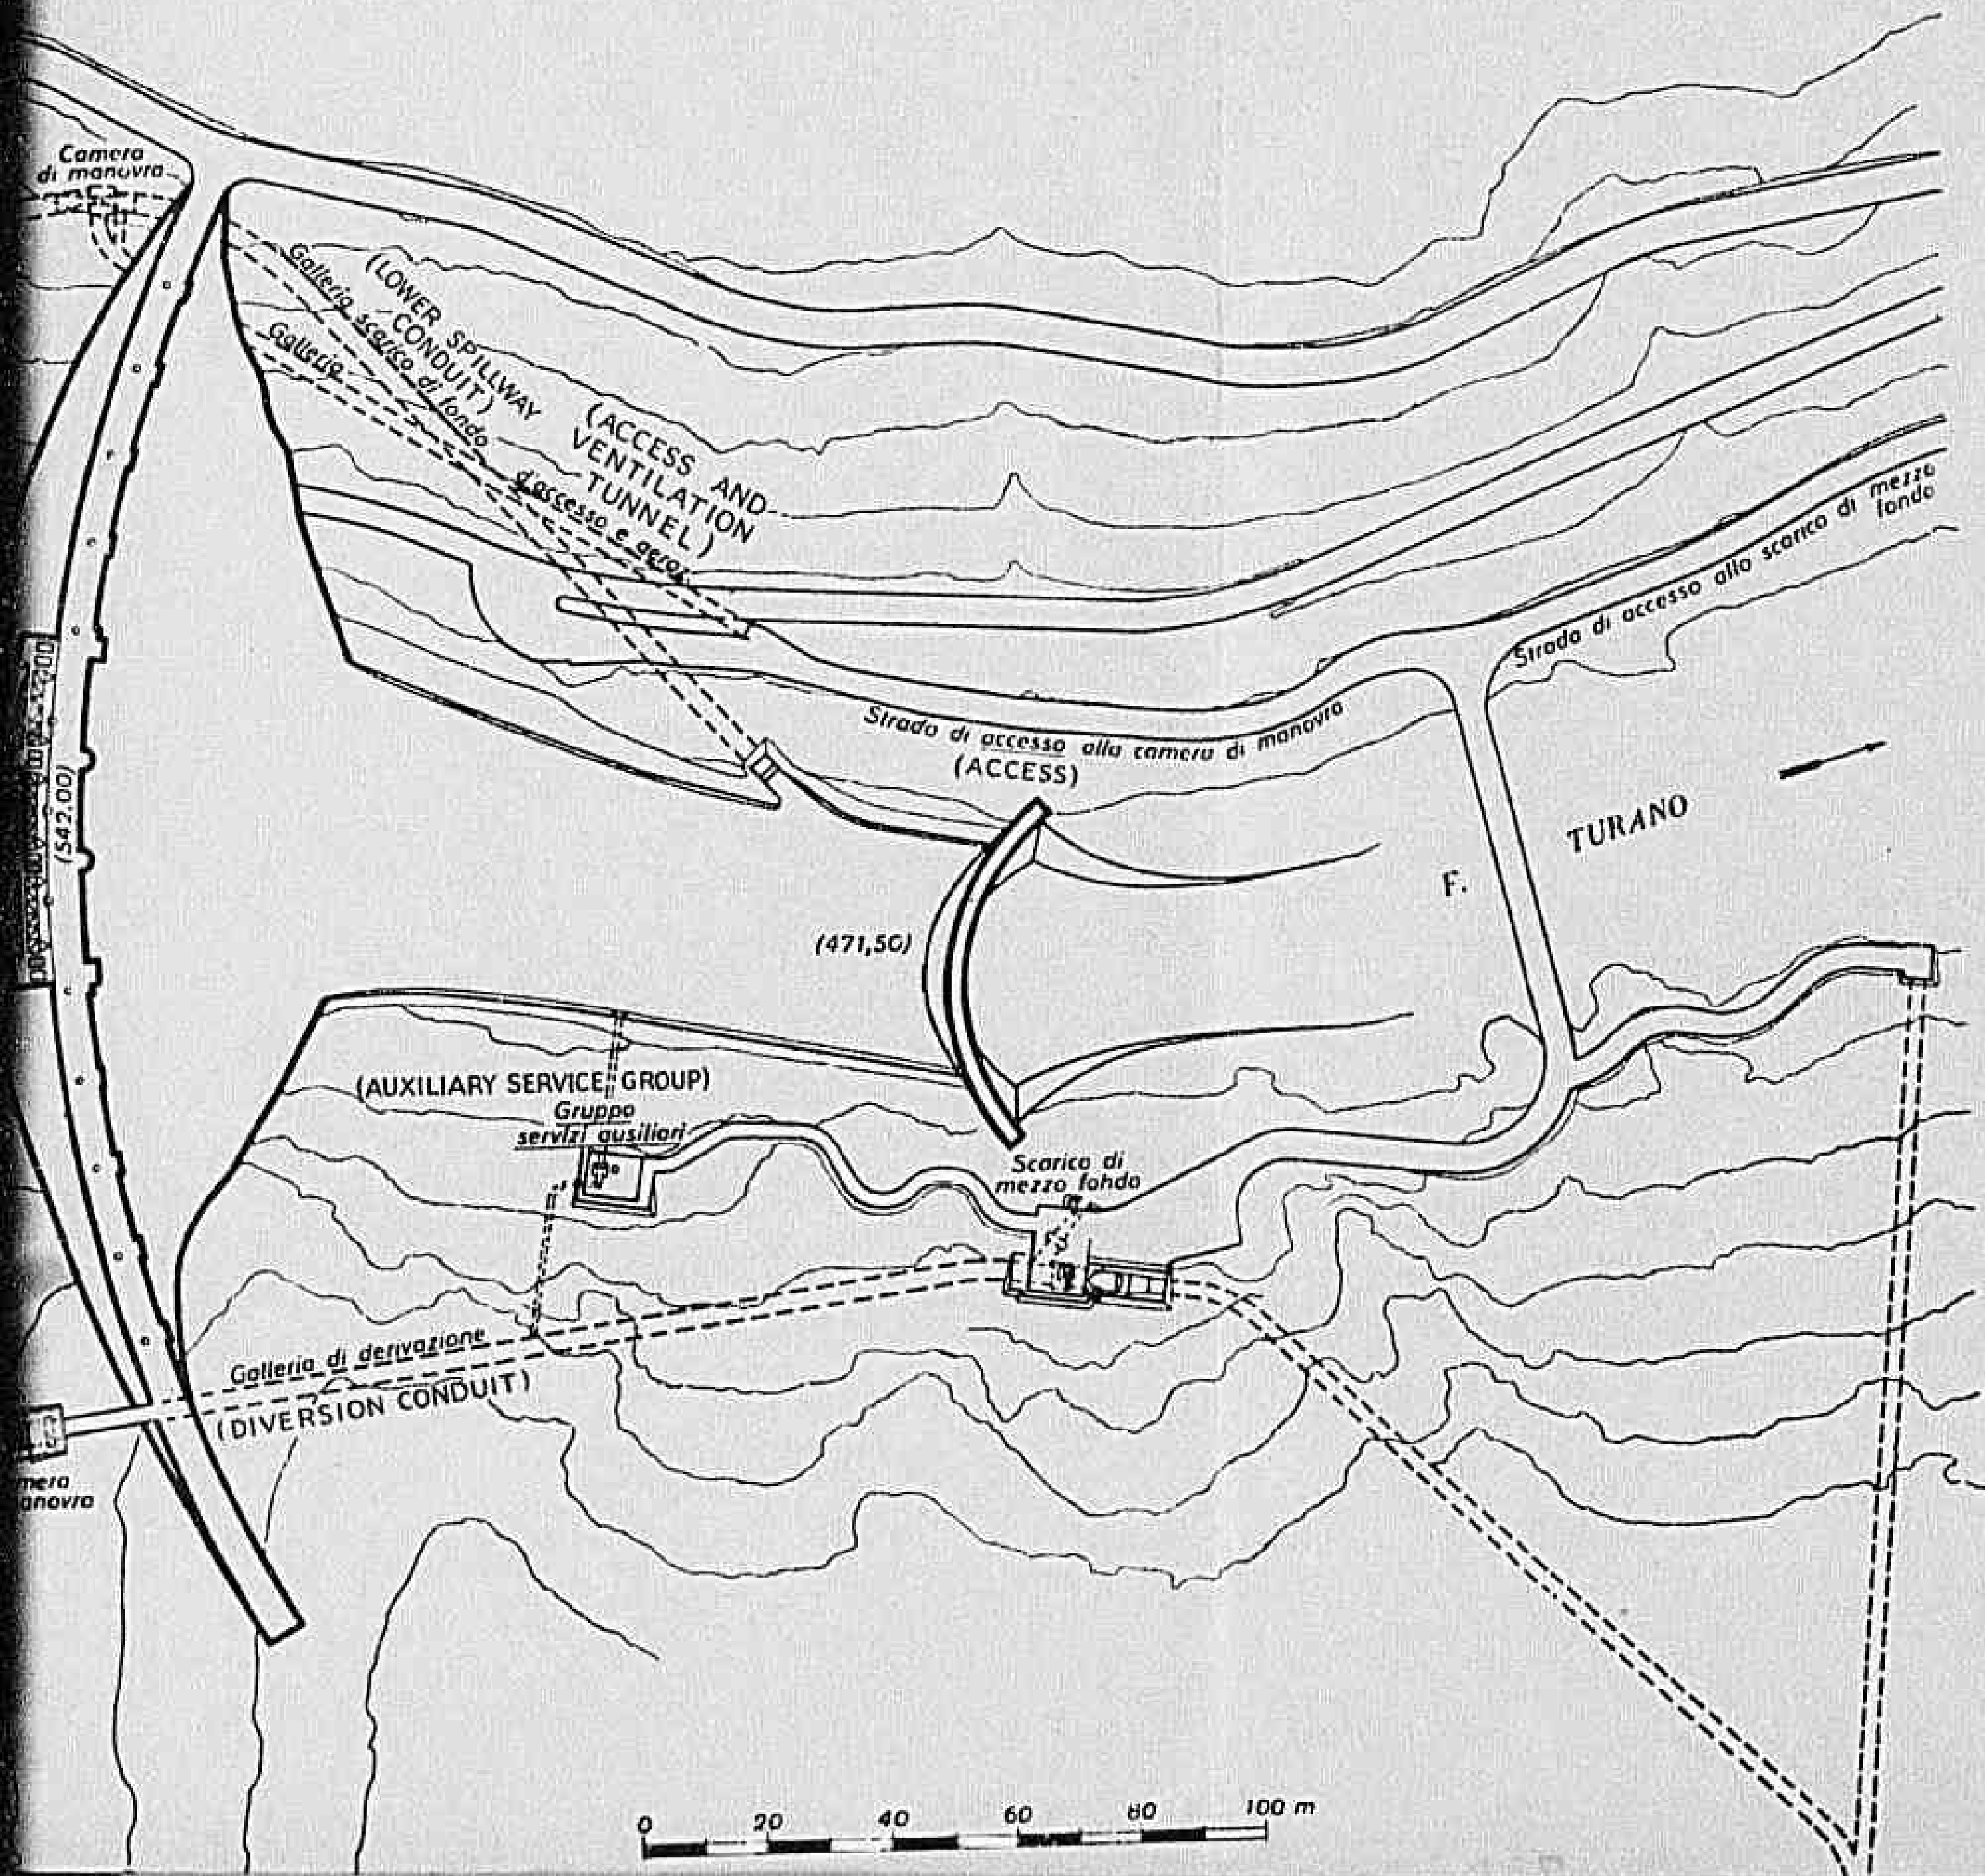 Camera
di manovra
Galleria scarico di fondo
(LOWER SPILLWAY
CONDUIT)
Galleria d'accesso e aeraz.
(ACCESS AND
VENTILATION
TUNNEL)
Strada di accesso allo scarico di mezzo
fondo
Strada di accesso alla camera di manovra
(ACCESS)
F. TURANO
(542.00)
(471,50)
(AUXILIARY SERVICE GROUP)
Gruppo
servizi ausiliari
Scarico di
mezzo fondo
Galleria di derivazione
(DIVERSION CONDUIT)
mera
anovra
0 20 40 60 80 100 m